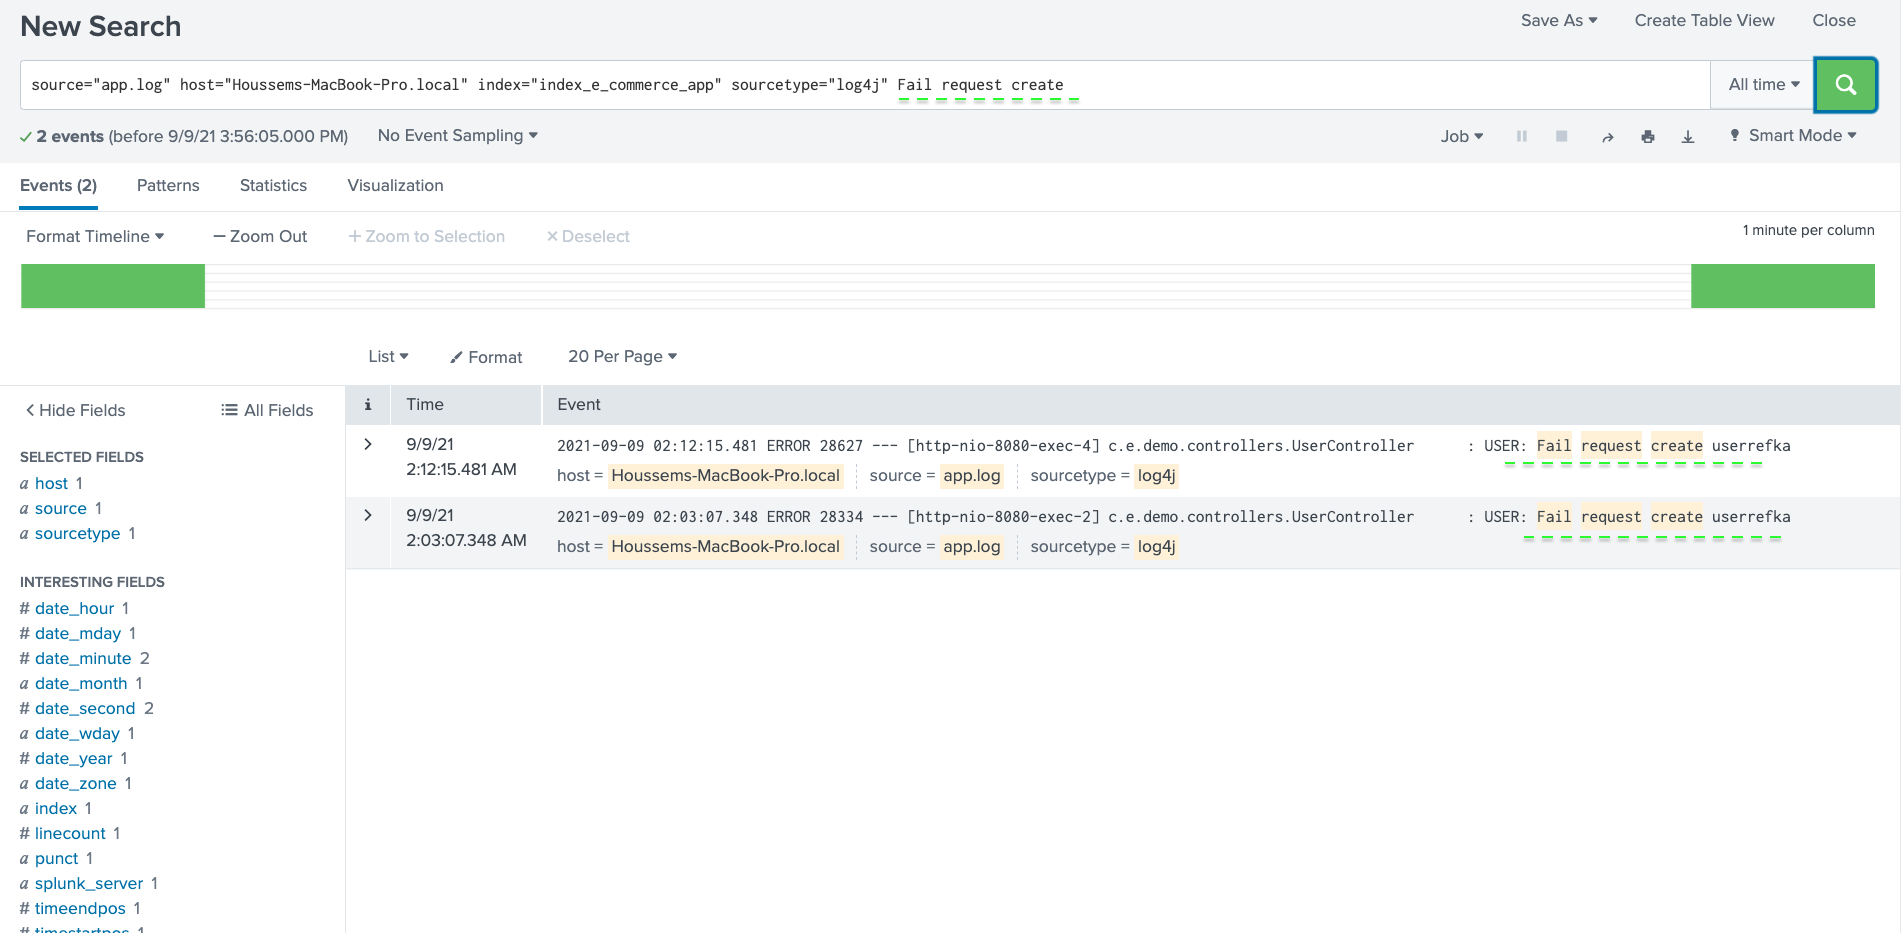 New Search
Save As Create Table View Close
source="app.log" host="Houssems-MacBook-Pro.local" index="index_e_commerce_app" sourcetype="log4j" Fail request create
All time
2 events (before 9/9/21 3:56:05.000 PM) No Event Sampling
Job Smart Mode
Events (2) Patterns Statistics Visualization
Format Timeline — Zoom Out + Zoom to Selection × Deselect
1 minute per column
List Format 20 Per Page
< Hide Fields All Fields
SELECTED FIELDS
a host 1
a source 1
a sourcetype 1
INTERESTING FIELDS
# date_hour 1
# date_mday 1
# date_minute 2
a date_month 1
# date_second 2
a date_wday 1
# date_year 1
a date_zone 1
a index 1
# linecount 1
a punct 1
a splunk_server 1
# timeendpos 1
# timestartpos 1
i Time Event
> 9/9/21
2:12:15.481 AM
2021-09-09 02:12:15.481 ERROR 28627 --- [http-nio-8080-exec-4] c.e.demo.controllers.UserController : USER: Fail request create userrefka
host = Houssems-MacBook-Pro.local source = app.log sourcetype = log4j
> 9/9/21
2:03:07.348 AM
2021-09-09 02:03:07.348 ERROR 28334 --- [http-nio-8080-exec-2] c.e.demo.controllers.UserController : USER: Fail request create userrefka
host = Houssems-MacBook-Pro.local source = app.log sourcetype = log4j